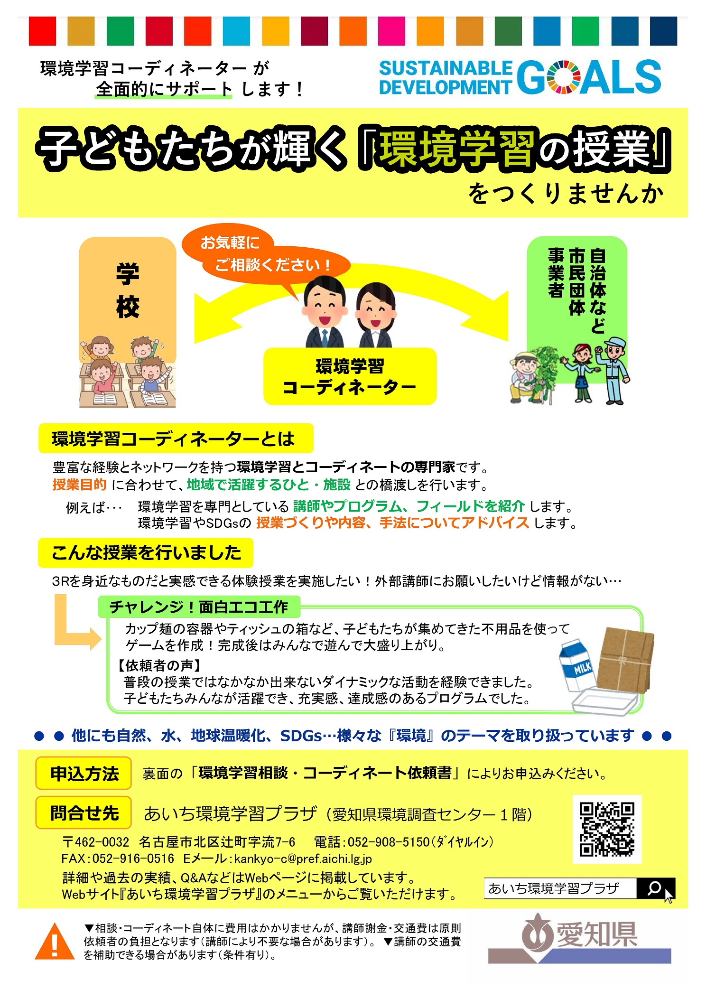 環境学習コーディネーター が
全面的にサポート します！
SUSTAINABLE
DEVELOPMENT
GOALS
子どもたちが輝く「環境学習の授業」
をつくりませんか
お気軽に
ご相談ください！
学校
自治体など
市民団体
事業者
環境学習
コーディネーター
環境学習コーディネーターとは
豊富な経験とネットワークを持つ環境学習とコーディネートの専門家です。
授業目的 に合わせて、地域で活躍するひと・施設 との橋渡しを行います。
例えば… 環境学習を専門としている 講師やプログラム、フィールドを紹介 します。
環境学習やSDGsの 授業づくりや内容、手法についてアドバイス します。
こんな授業を行いました
3Rを身近なものだと実感できる体験授業を実施したい！外部講師にお願いしたいけど情報がない…
チャレンジ！面白エコ工作
カップ麺の容器やティッシュの箱など、子どもたちが集めてきた不用品を使って
ゲームを作成！完成後はみんなで遊んで大盛り上がり。
【依頼者の声】
普段の授業ではなかなか出来ないダイナミックな活動を経験できました。
子どもたちみんなが活躍でき、充実感、達成感のあるプログラムでした。
MILK
● ● 他にも自然、水、地球温暖化、SDGs…様々な『環境』のテーマを取り扱っています ● ●
申込方法 裏面の「環境学習相談・コーディネート依頼書」によりお申込みください。
問合せ先 あいち環境学習プラザ（愛知県環境調査センター１階）
〒462-0032 名古屋市北区辻町字流7-6 電話：052-908-5150（ﾀﾞｲﾔﾙｲﾝ）
FAX：052-916-0516 Eメール：kankyo-c@pref.aichi.lg.jp
詳細や過去の実績、Q&AなどはWebページに掲載しています。
Webサイト『あいち環境学習プラザ』のメニューからご覧いただけます。
あいち環境学習プラザ
▼相談・コーディネート自体に費用はかかりませんが、講師謝金・交通費は原則
依頼者の負担となります（講師により不要な場合があります）。 ▼講師の交通費
を補助できる場合があります（条件有り）。
愛知県